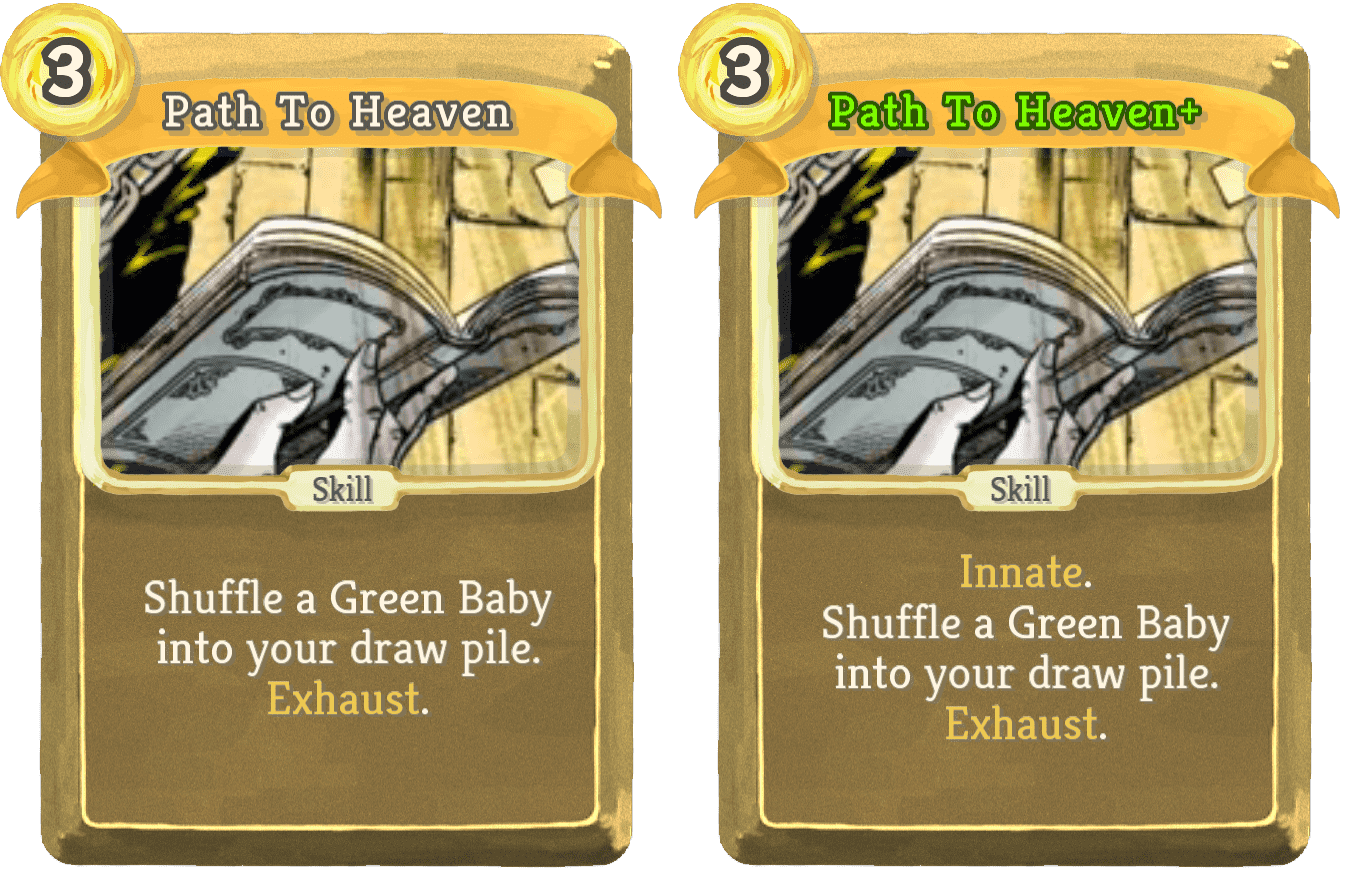 3
Path To Heaven
Skill
Shuffle a Green Baby
into your draw pile.
Exhaust.
3
Path To Heaven+
Skill
Innate.
Shuffle a Green Baby
into your draw pile.
Exhaust.